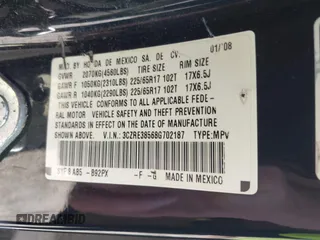 MFD. BY HONDA DE MEXICO SA. DE CV. 01/08
GVWR 2070KG(4560LBS) TIRE SIZE RIM SIZE
GAWR F 1050KG(2310LBS) 225/65R17 102T 17X6.5J
GAWR R 1040KG(2290LBS) 225/65R17 102T 17X6.5J
THIS VEHICLE CONFORMS TO ALL APPLICABLE FEDE-
RAL MOTOR VEHICLE SAFETY AND THEFT PREVENTION
STANDARDS IN EFFECT ON THE DATE OF MANUFACTURE
SHOWN ABOVE. V.I.N.:3CZRE38568G702187 TYPE:MPV
ABS- B92PX -F -G MADE IN MEXICO
DREAMERID